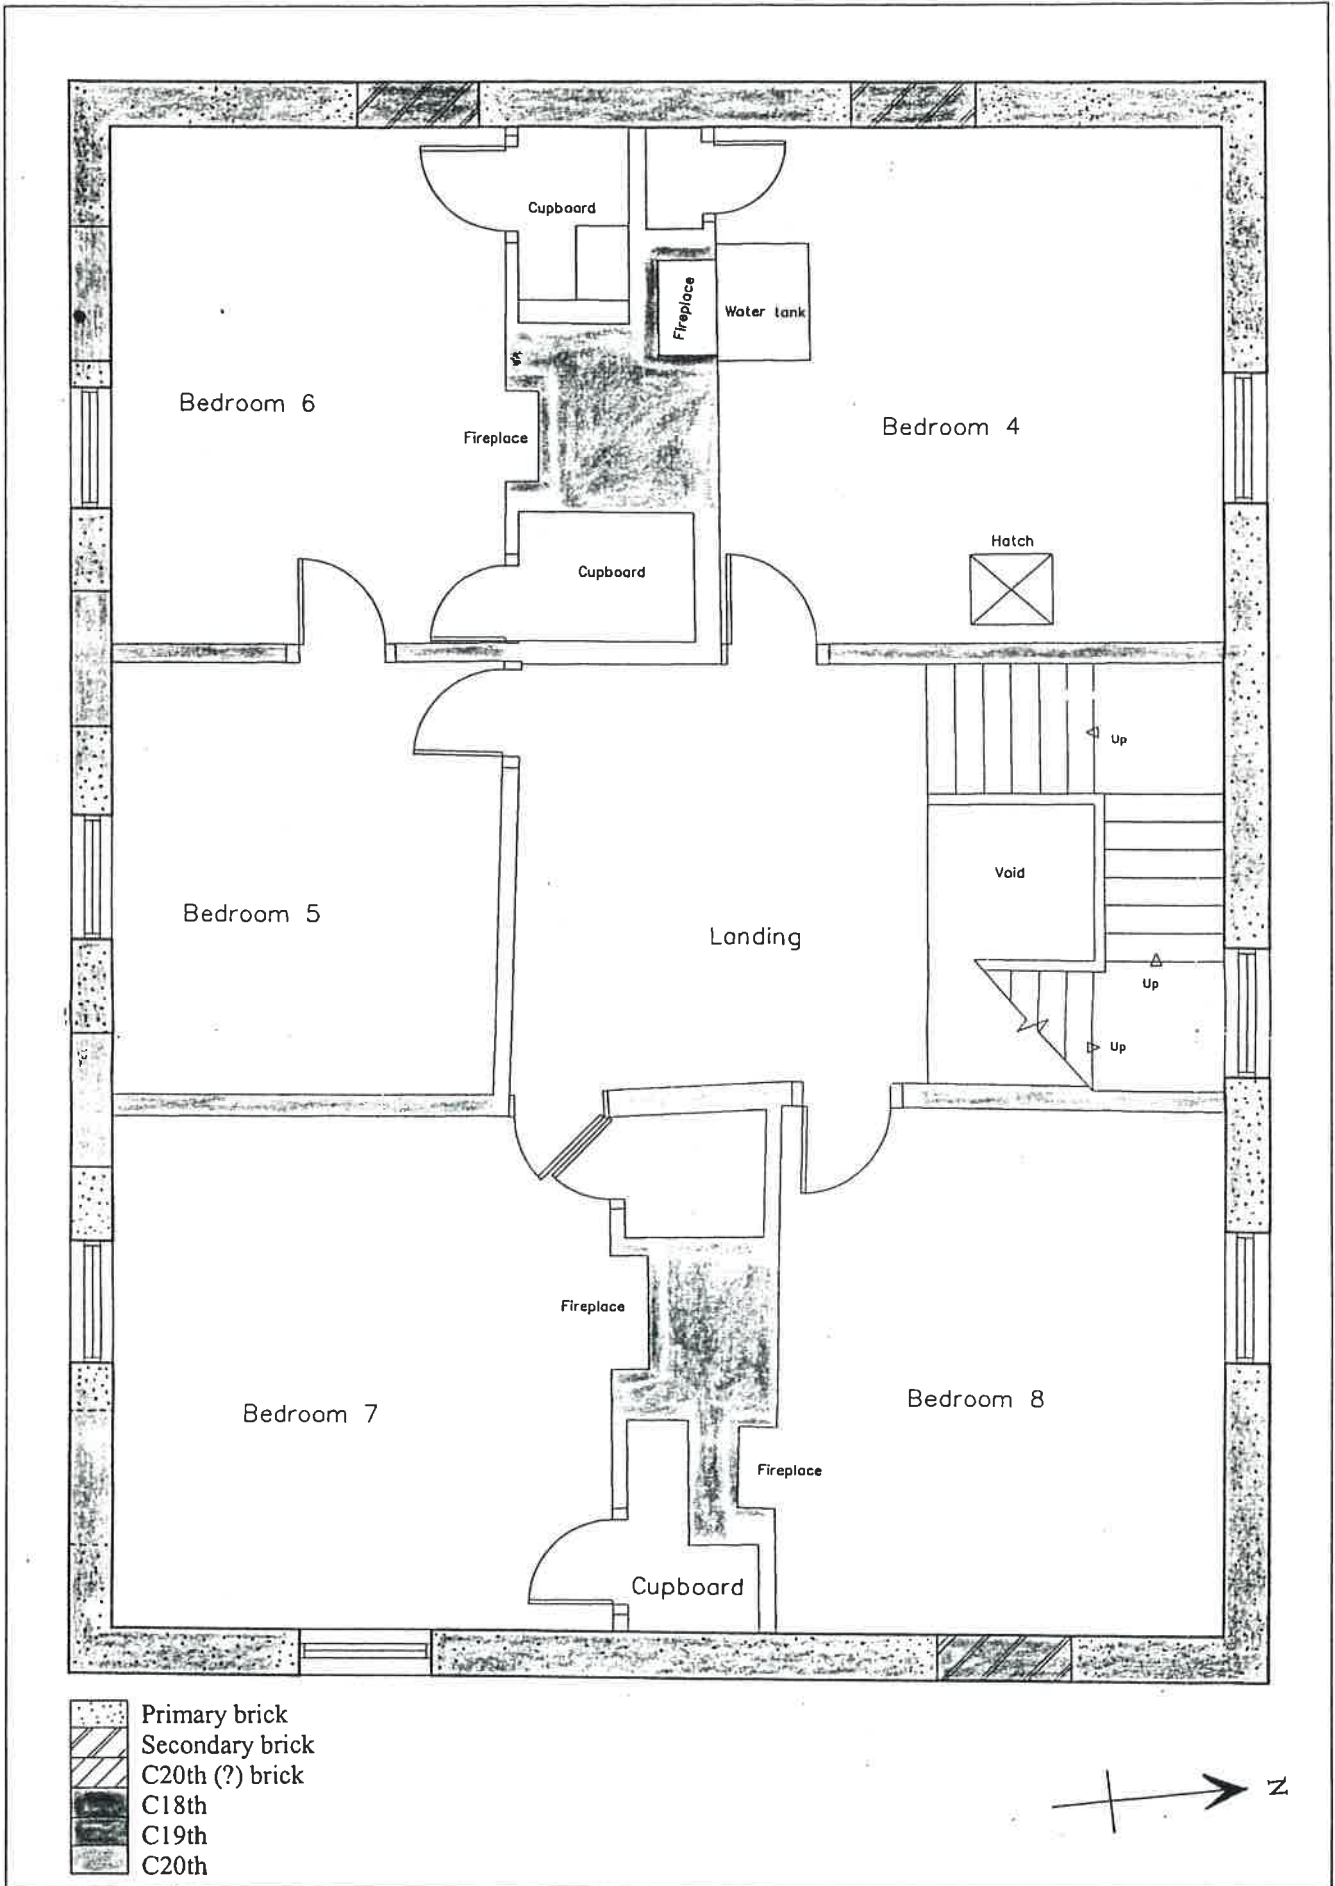 Cupboard
Fireplace
Water tank
Bedroom 6
Fireplace
Bedroom 4
Hatch
Cupboard
Up
Void
Bedroom 5
Landing
Up
Up
Fireplace
Bedroom 7
Bedroom 8
Fireplace
Cupboard
Primary brick
Secondary brick
C20th (?) brick
C18th
C19th
C20th
N